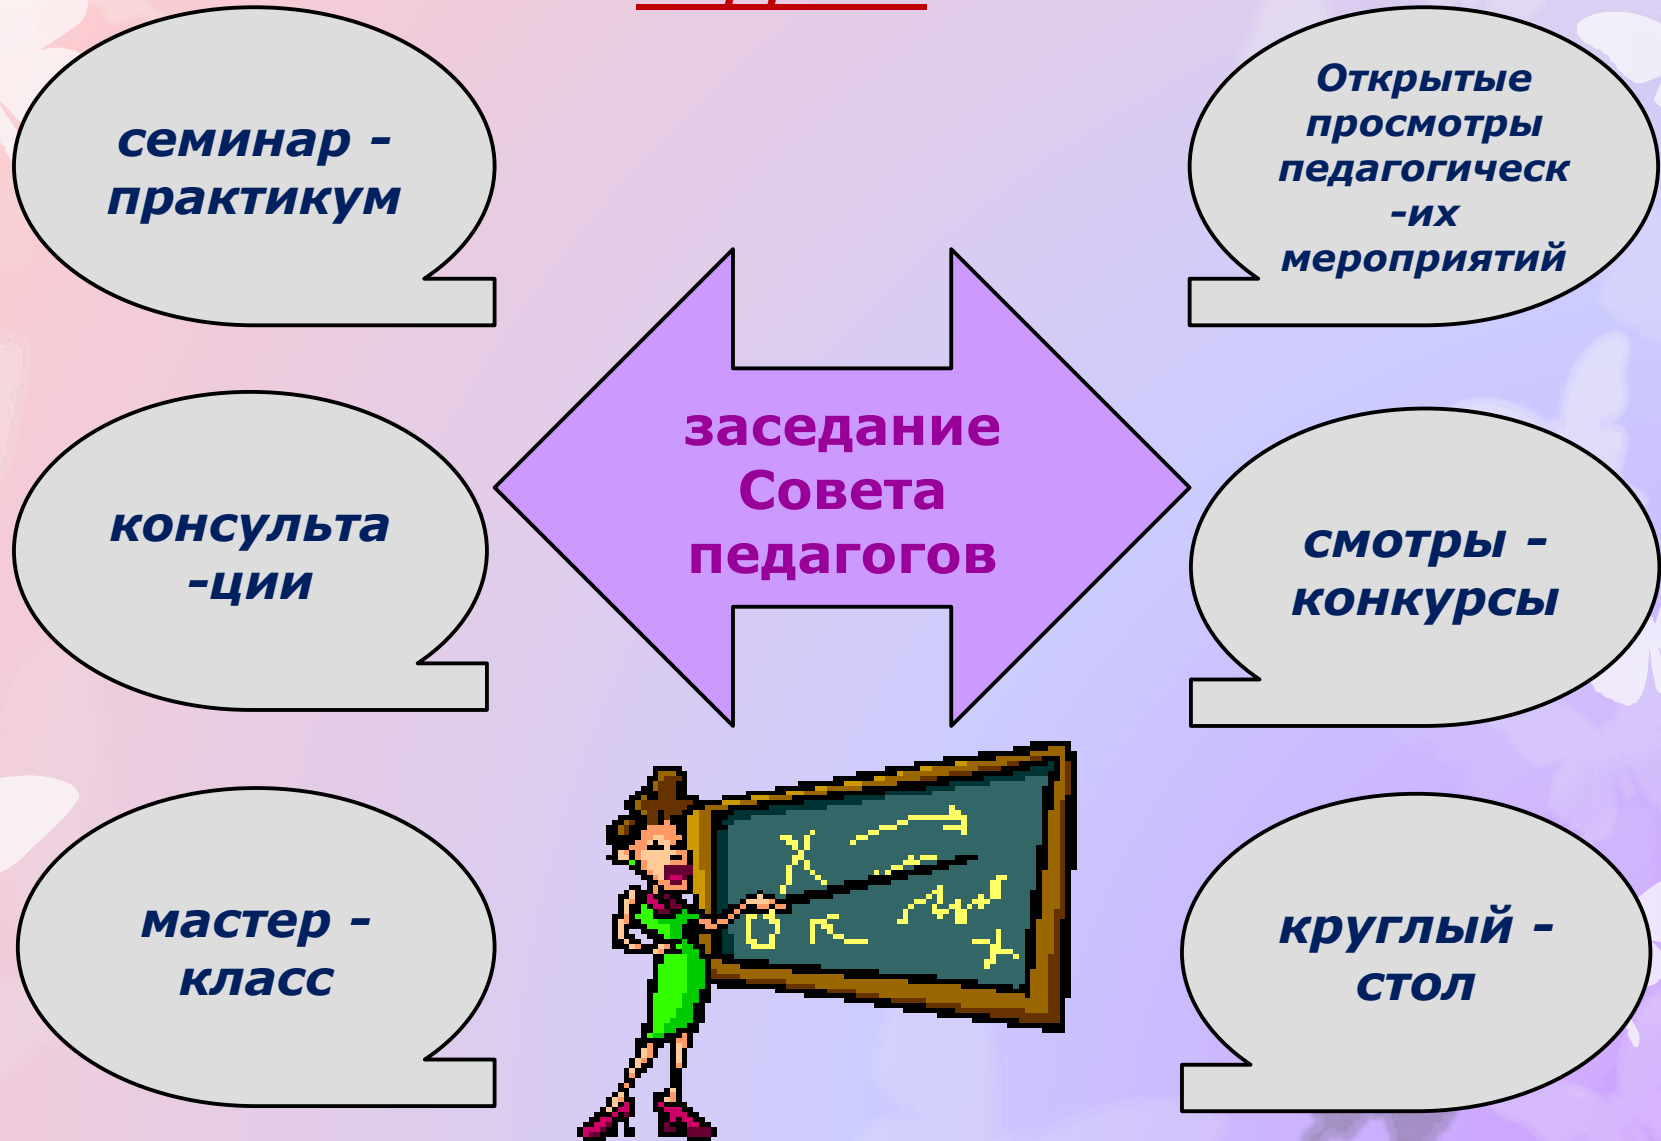 семинар –
практикум
Открытые
просмотры
педагогическ
–их
мероприятий
заседание
Совета
педагогов
консульта
–ции
смотры –
конкурсы
мастер –
класс
круглый –
стол